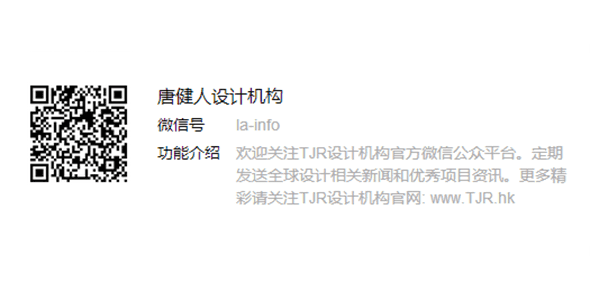 唐健人设计机构
微信号 la-info
功能介绍 欢迎关注TJR设计机构官方微信公众平台。定期
发送全球设计相关新闻和优秀项目资讯。更多精
彩请关注TJR设计机构官网: www.TJR.hk